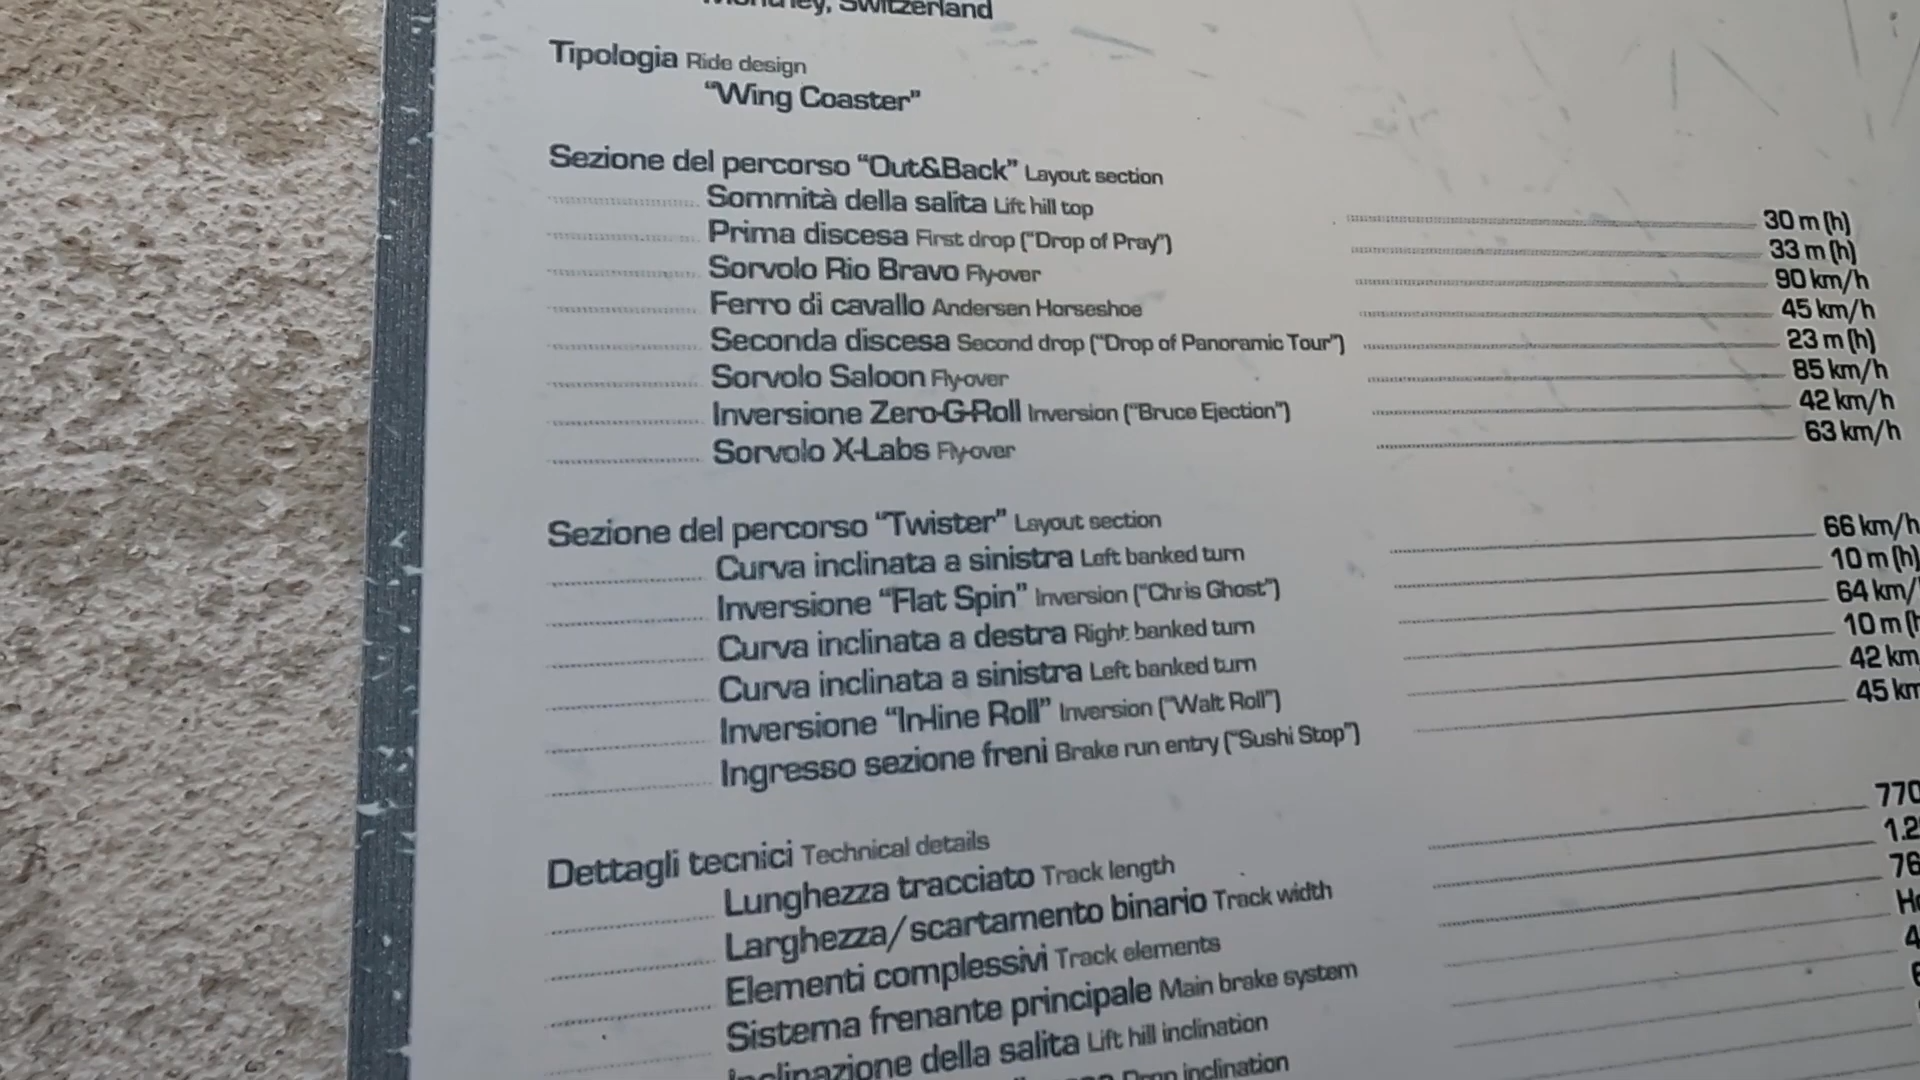 Monthey, Switzerland
Tipologia Ride design
"Wing Coaster"
Sezione del percorso "Out&Back" Layout section
Sommità della salita Lift hill top 30 m (h)
Prima discesa First drop ("Drop of Pray") 33 m (h)
Sorvolo Rio Bravo Fly-over 90 km/h
Ferro di cavallo Andersen Horseshoe 45 km/h
Seconda discesa Second drop ("Drop of Panoramic Tour") 23 m (h)
Sorvolo Saloon Fly-over 85 km/h
Inversione Zero-G-Roll Inversion ("Bruce Ejection") 42 km/h
Sorvolo X-Labs Fly-over 63 km/h
Sezione del percorso "Twister" Layout section
Curva inclinata a sinistra Left banked turn 66 km/h
Inversione "Flat Spin" Inversion ("Chris Ghost") 10 m (h)
Curva inclinata a destra Right banked turn 64 km/
Curva inclinata a sinistra Left banked turn 10 m (h
Inversione "In-line Roll" Inversion ("Walt Roll") 42 km
Ingresso sezione freni Brake run entry ("Sushi Stop") 45 km
Dettagli tecnici Technical details
Lunghezza tracciato Track length 770
Larghezza/scartamento binario Track width 1.2
Elementi complessivi Track elements 76
Sistema frenante principale Main brake system
Inclinazione della salita Lift hill inclination 4
Drop inclination